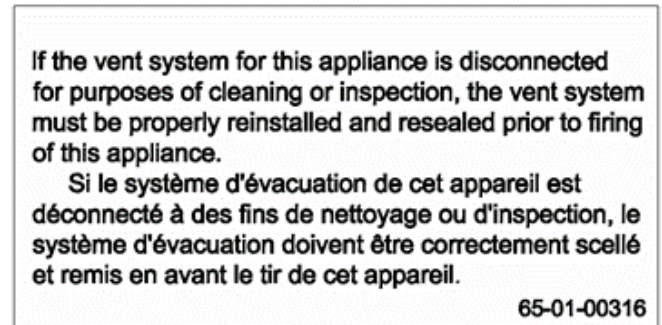 If the vent system for this appliance is disconnected
for purposes of cleaning or inspection, the vent system
must be properly reinstalled and resealed prior to firing
of this appliance.
Si le système d'évacuation de cet appareil est
déconnecté à des fins de nettoyage ou d'inspection, le
système d'évacuation doivent être correctement scellé
et remis en avant le tir de cet appareil.
65-01-00316